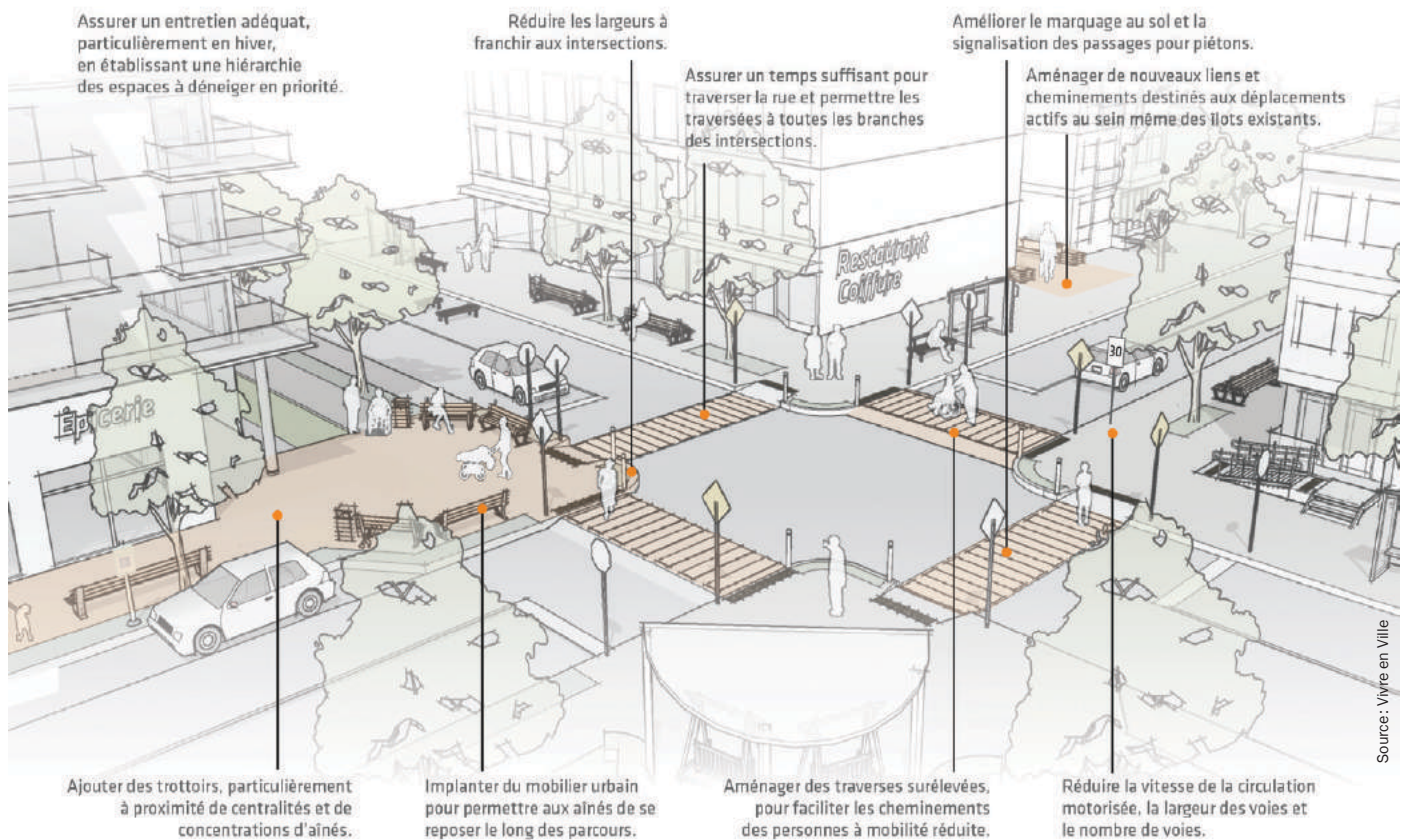 Assurer un entretien adéquat,
particulièrement en hiver,
en établissant une hiérarchie
des espaces à déneiger en priorité.
Réduire les largeurs à
franchir aux intersections.
Assurer un temps suffisant pour
traverser la rue et permettre les
traversées à toutes les branches
des intersections.
Améliorer le marquage au sol et la
signalisation des passages pour piétons.
Aménager de nouveaux liens et
cheminements destinés aux déplacements
actifs au sein même des îlots existants.
Restaurant
Coiffure
30
Épicerie
Ajouter des trottoirs, particulièrement
à proximité de centralités et de
concentrations d'aînés.
Implanter du mobilier urbain
pour permettre aux aînés de se
reposer le long des parcours.
Aménager des traverses surélevées,
pour faciliter les cheminements
des personnes à mobilité réduite.
Réduire la vitesse de la circulation
motorisée, la largeur des voies et
le nombre de voies.
Source: Vivre en Ville